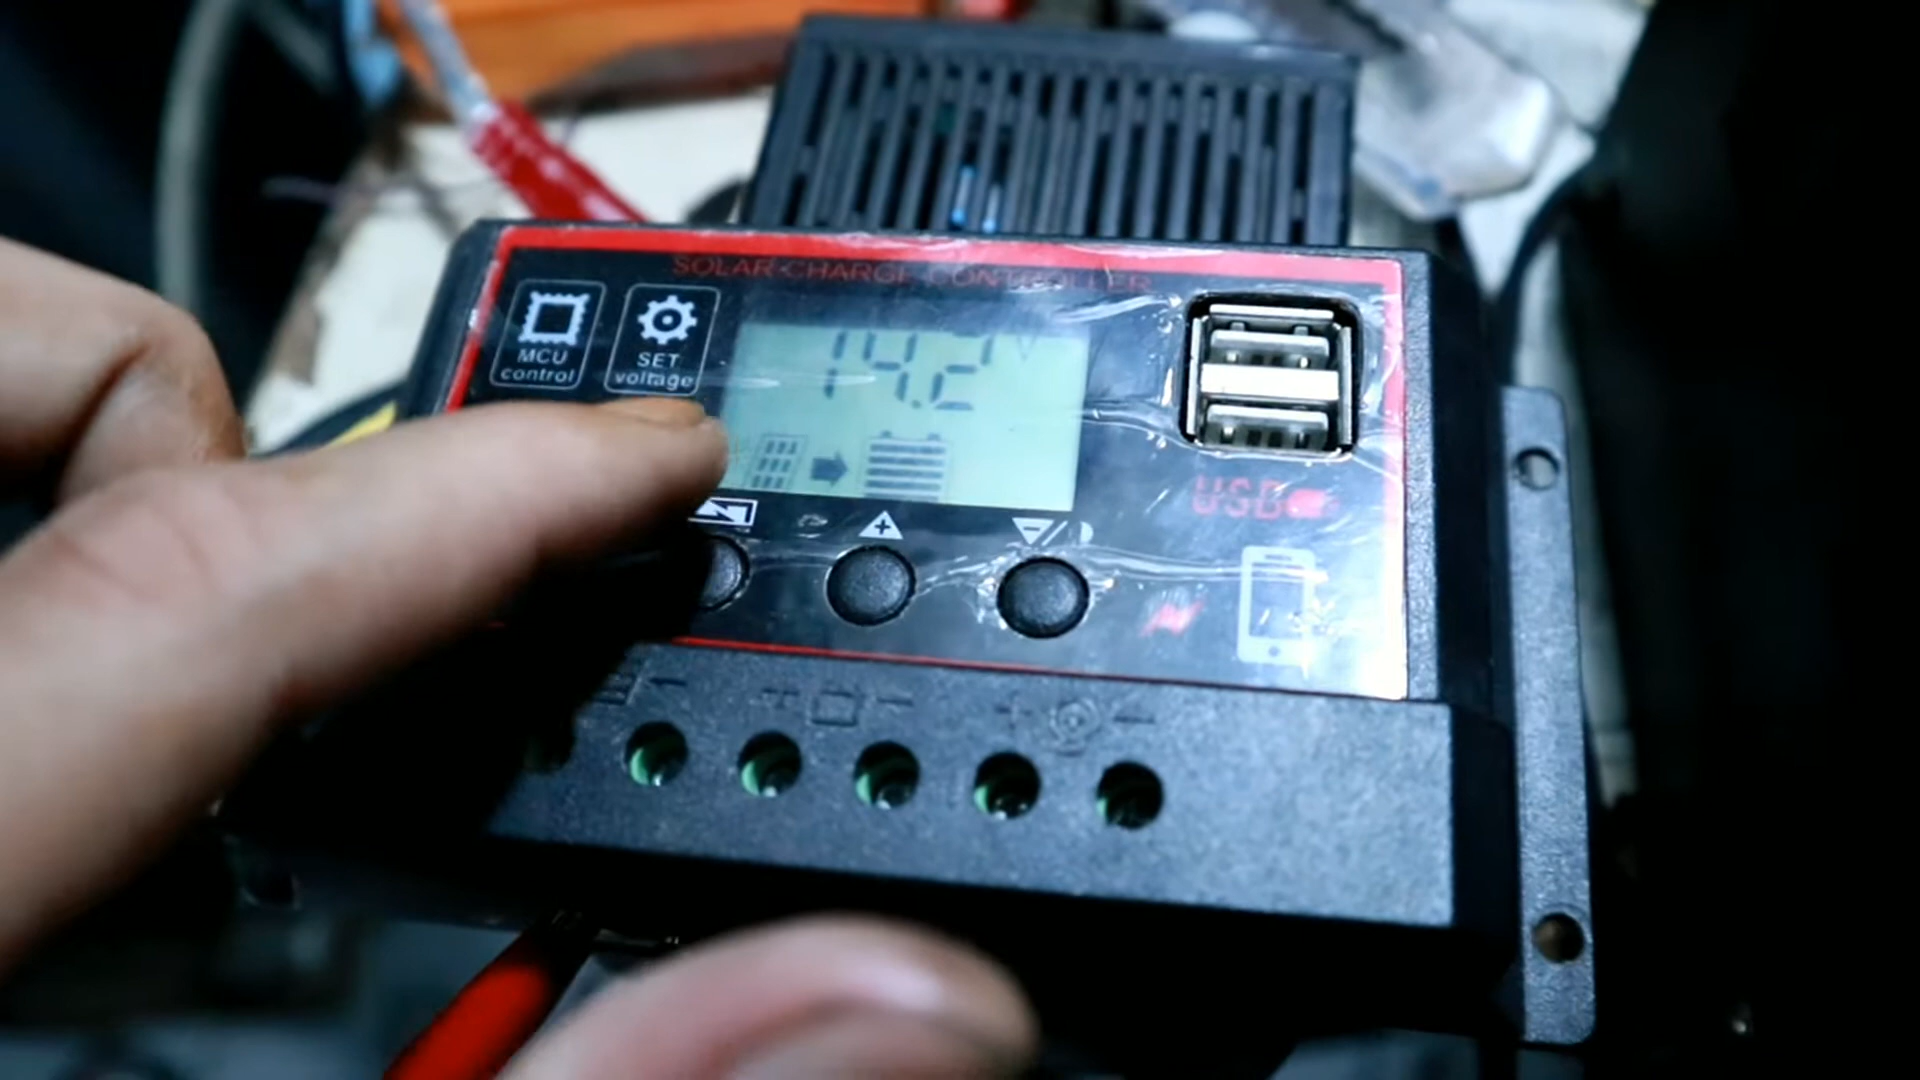 SOLAR CHARGE CONTROLLER
MCU
control
SET
voltage
14.2 V
USB
+ -
+ -